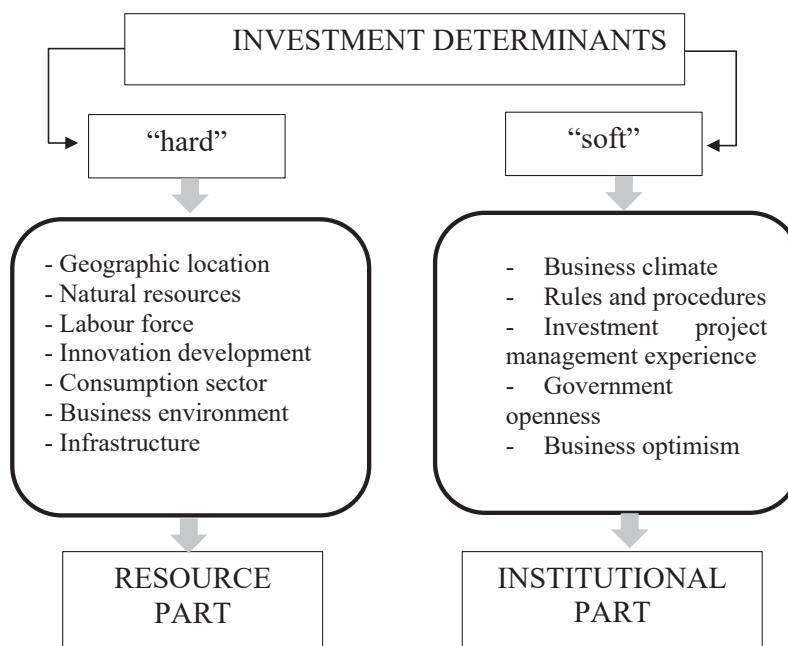 INVESTMENT DETERMINANTS
“hard”
“soft”
- Geographic location
- Natural resources
- Labour force
- Innovation development
- Consumption sector
- Business environment
- Infrastructure
- Business climate
- Rules and procedures
- Investment project
management experience
- Government
openness
- Business optimism
RESOURCE
PART
INSTITUTIONAL
PART